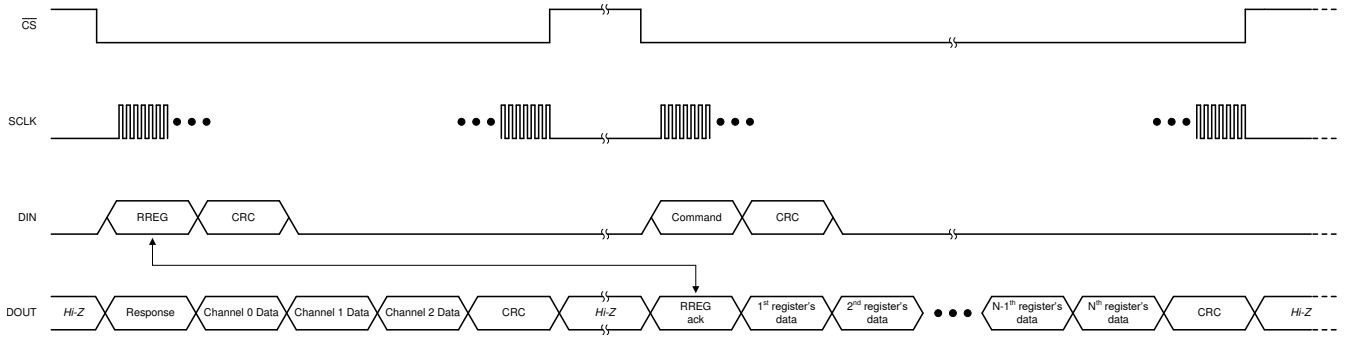 CS
SCLK
DIN
RREG
CRC
Command
CRC
DOUT
Hi-Z
Response
Channel 0 Data
Channel 1 Data
Channel 2 Data
CRC
Hi-Z
RREG
ack
1st register's
data
2nd register's
data
N-1th register's
data
Nth register's
data
CRC
Hi-Z